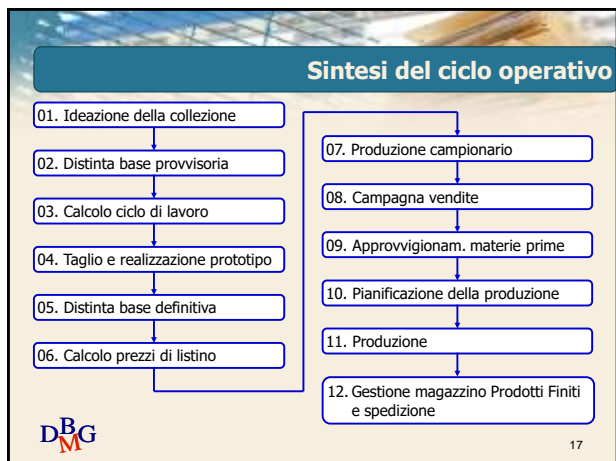 Sintesi del ciclo operativo
01. Ideazione della collezione
02. Distinta base provvisoria
03. Calcolo ciclo di lavoro
04. Taglio e realizzazione prototipo
05. Distinta base definitiva
06. Calcolo prezzi di listino
07. Produzione campionario
08. Campagna vendite
09. Approvvigionam. materie prime
10. Pianificazione della produzione
11. Produzione
12. Gestione magazzino Prodotti Finiti
e spedizione
DBMG
17